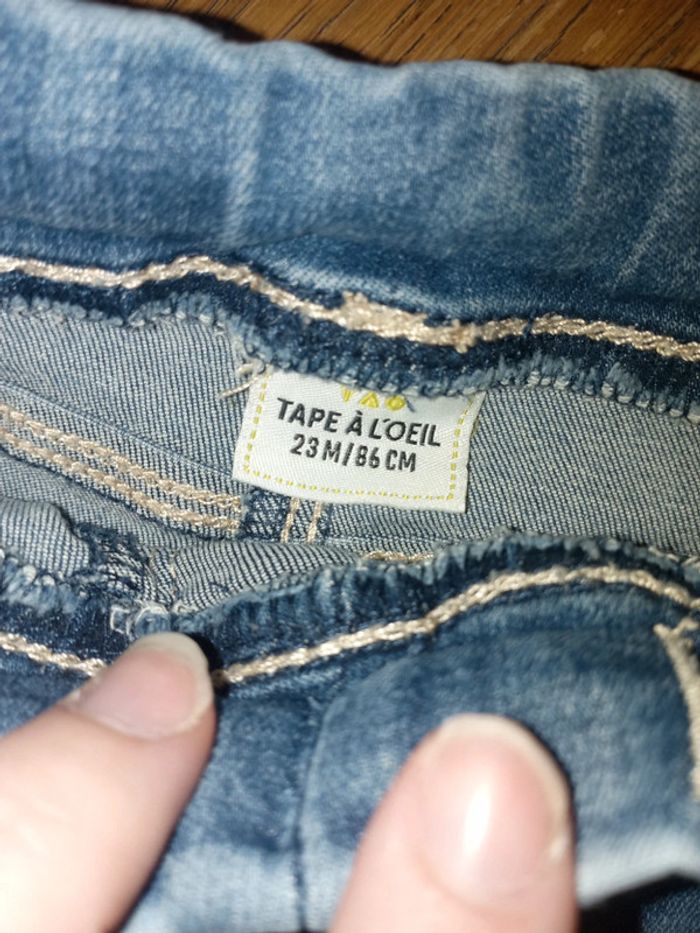 TAPE À L'OEIL
23 M/86 CM